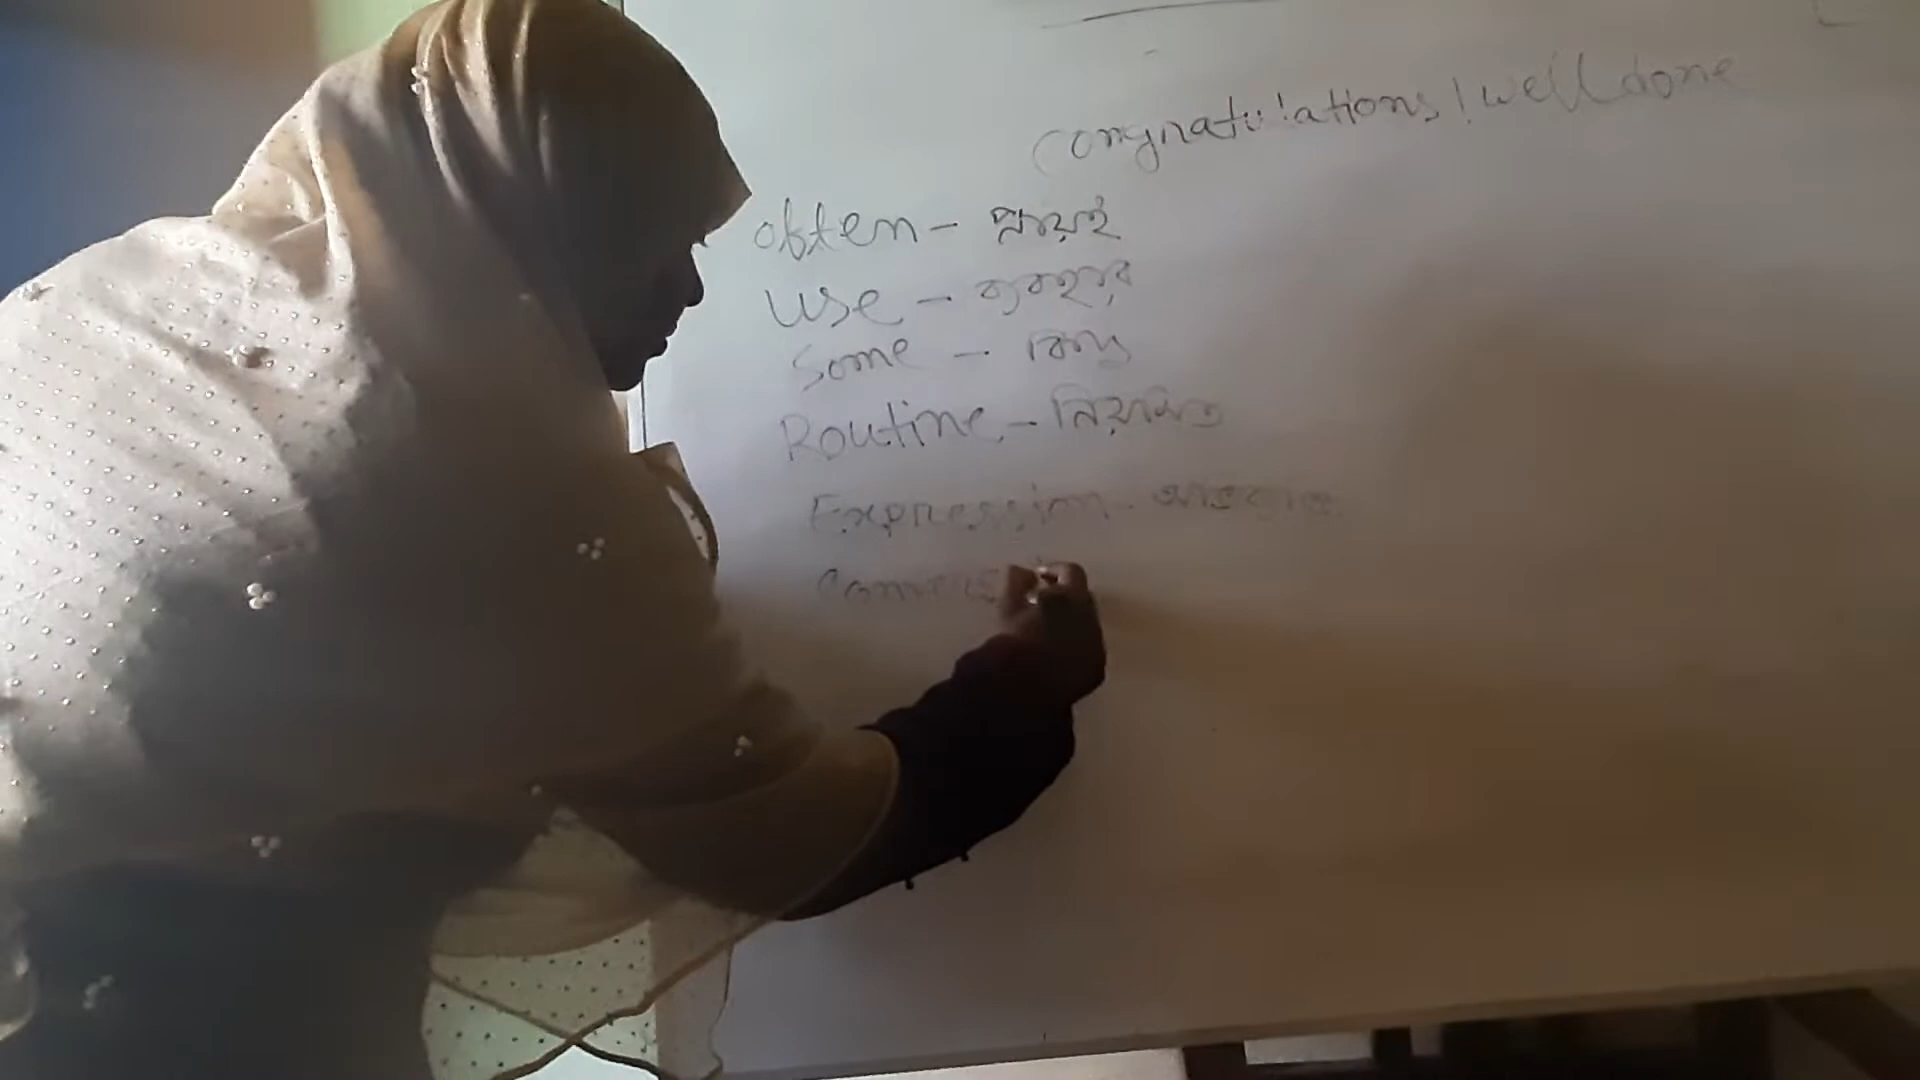 Congratulations! well done
Often - প্রায়ই
Use - ব্যবহার
Some - কিছু
Routine - নিয়মিত
Expression -